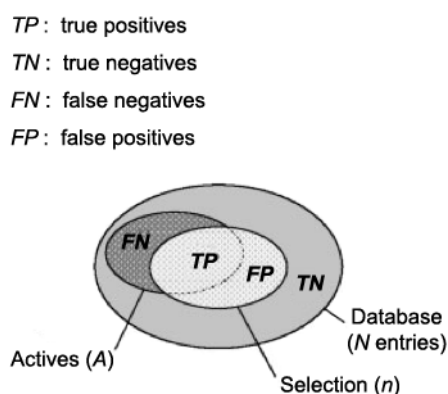 TP : true positives
TN : true negatives
FN : false negatives
FP : false positives
FN
TP
FP
TN
Database
(N entries)
Actives (A)
Selection (n)